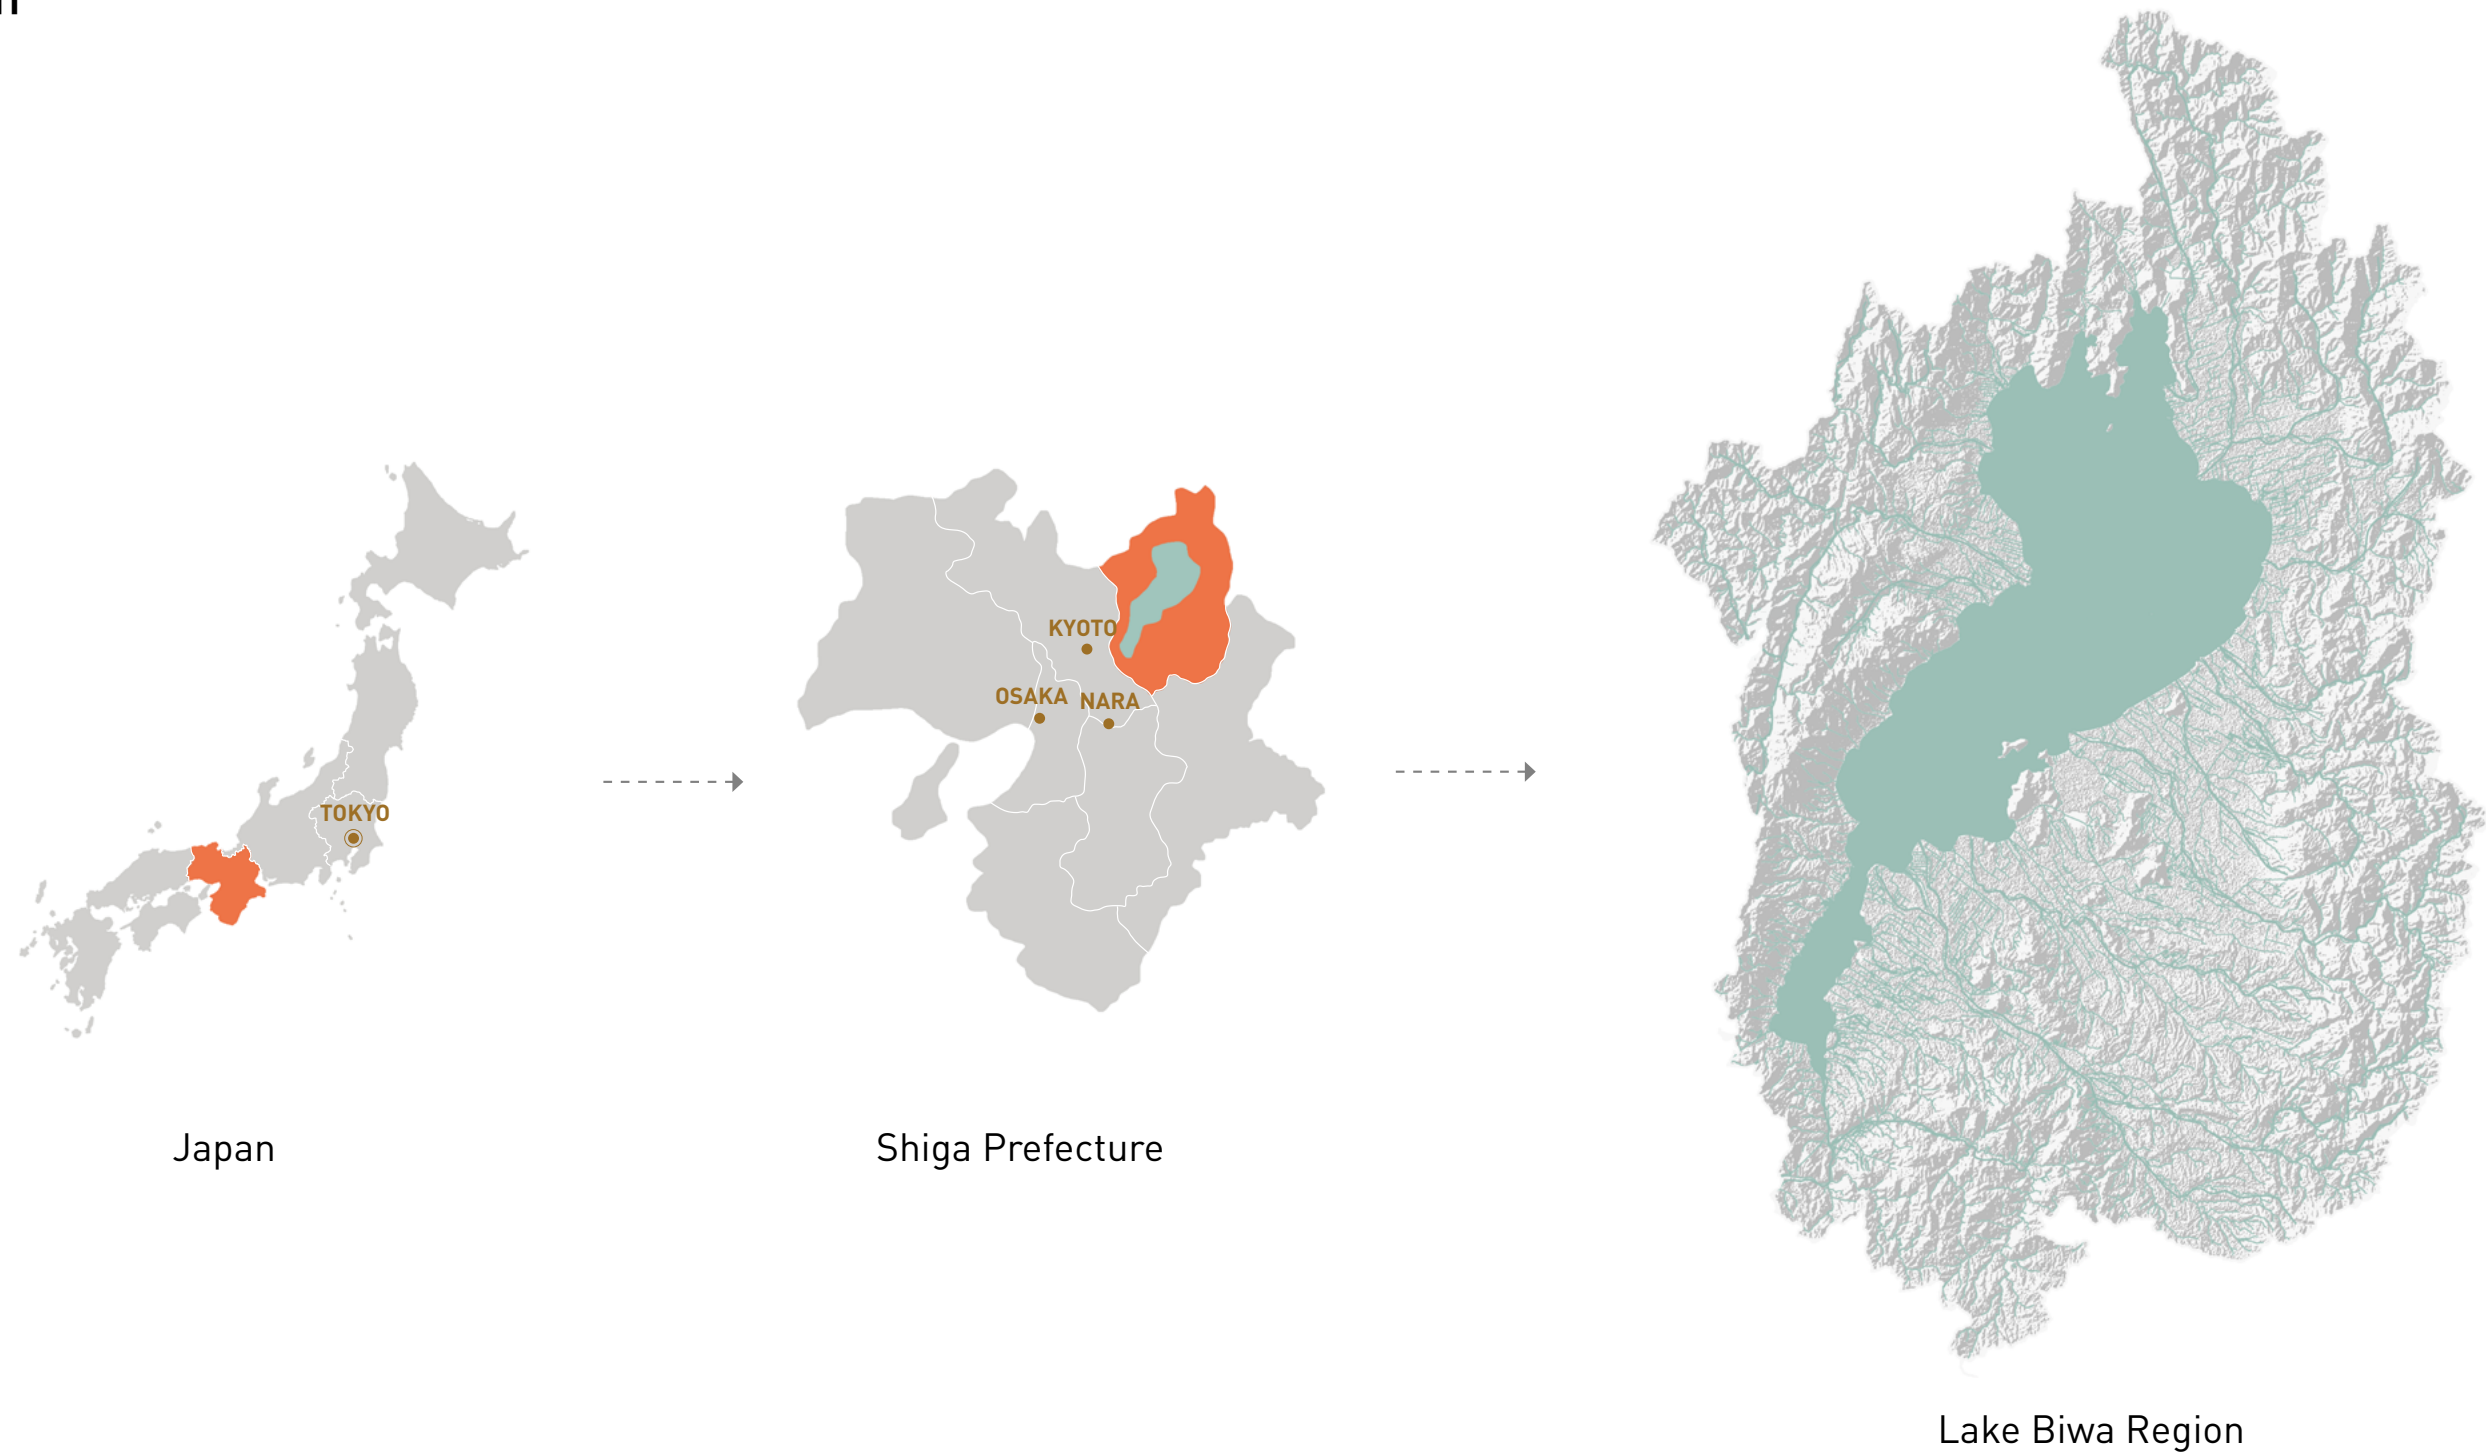 TOKYO
KYOTO
OSAKA
NARA
Japan
Shiga Prefecture
Lake Biwa Region